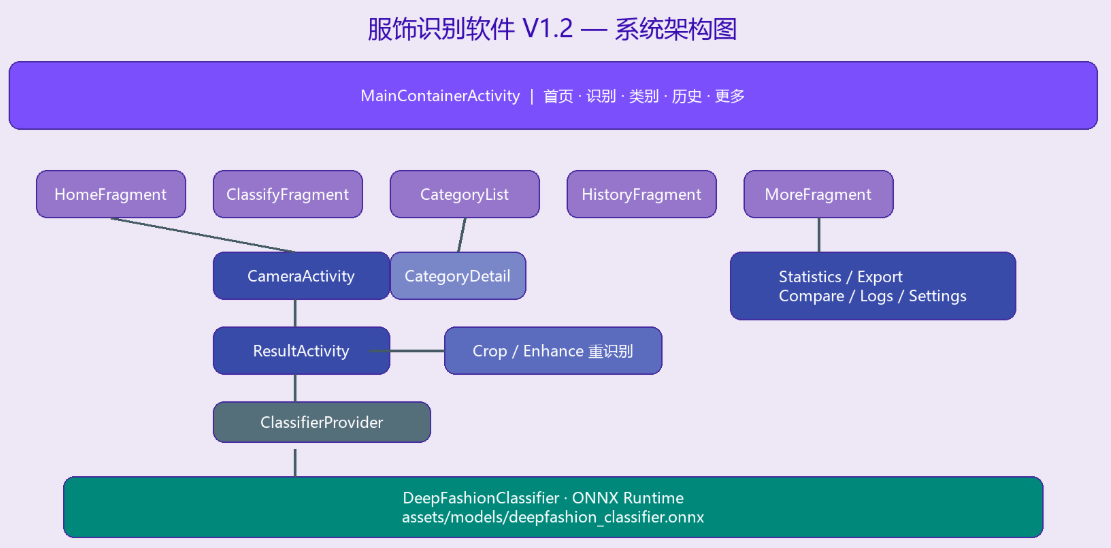 服饰识别软件 V1.2 — 系统架构图
MainContainerActivity | 首页 · 识别 · 类别 · 历史 · 更多
HomeFragment
ClassifyFragment
CategoryList
HistoryFragment
MoreFragment
CameraActivity
CategoryDetail
Statistics / Export
Compare / Logs / Settings
ResultActivity
Crop / Enhance 重识别
ClassifierProvider
DeepFashionClassifier · ONNX Runtime
assets/models/deepfashion_classifier.onnx